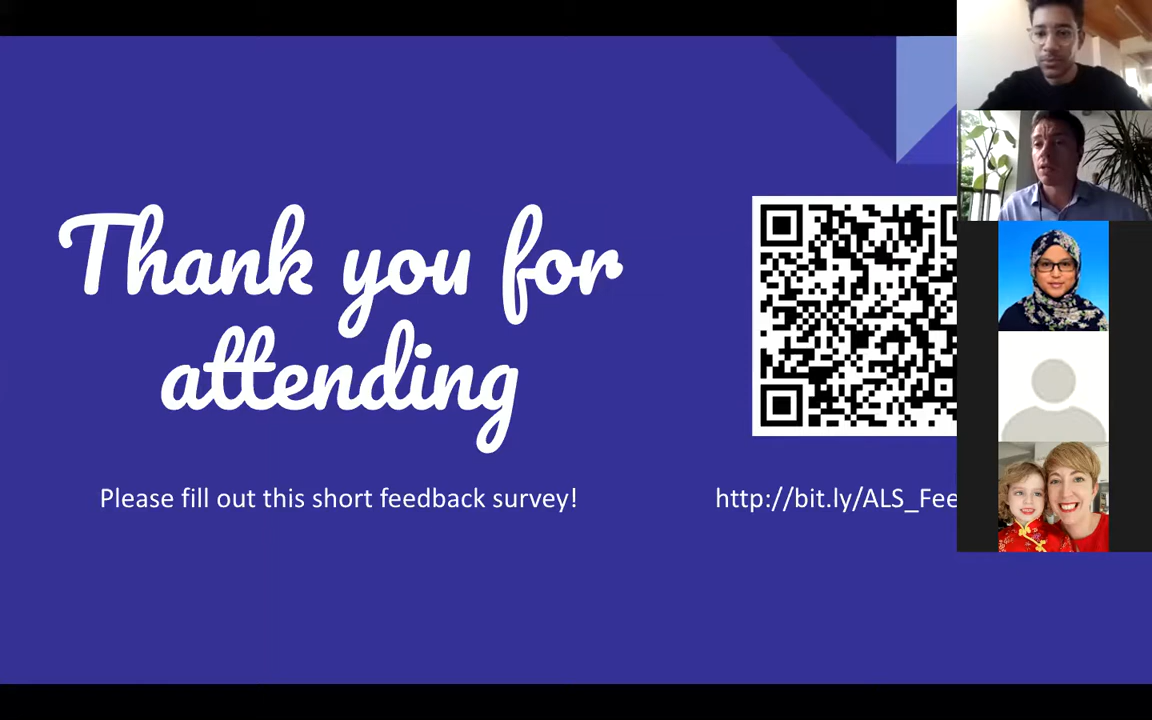 Thank you for
attending
Please fill out this short feedback survey!
http://bit.ly/ALS_Fee